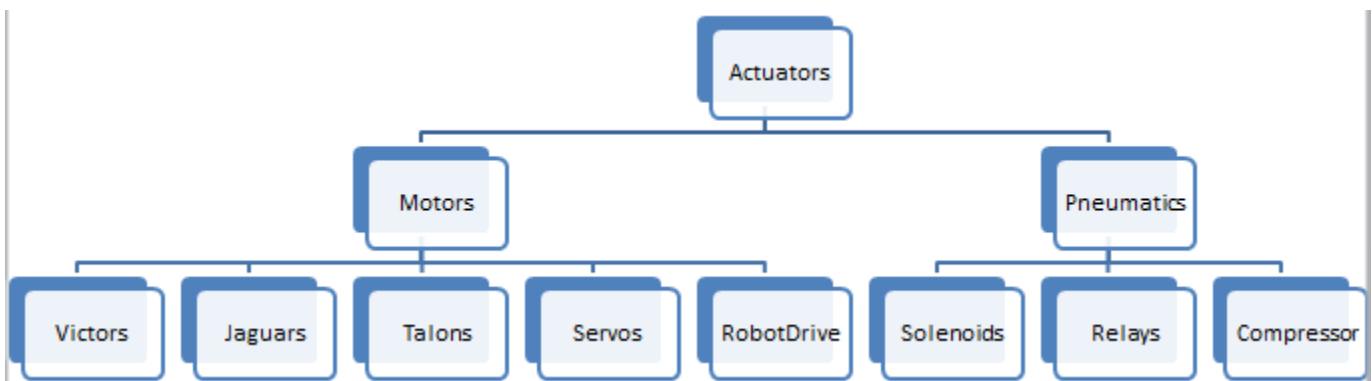 Actuators
Motors
Pneumatics
Victors
Jaguars
Talons
Servos
RobotDrive
Solenoids
Relays
Compressor